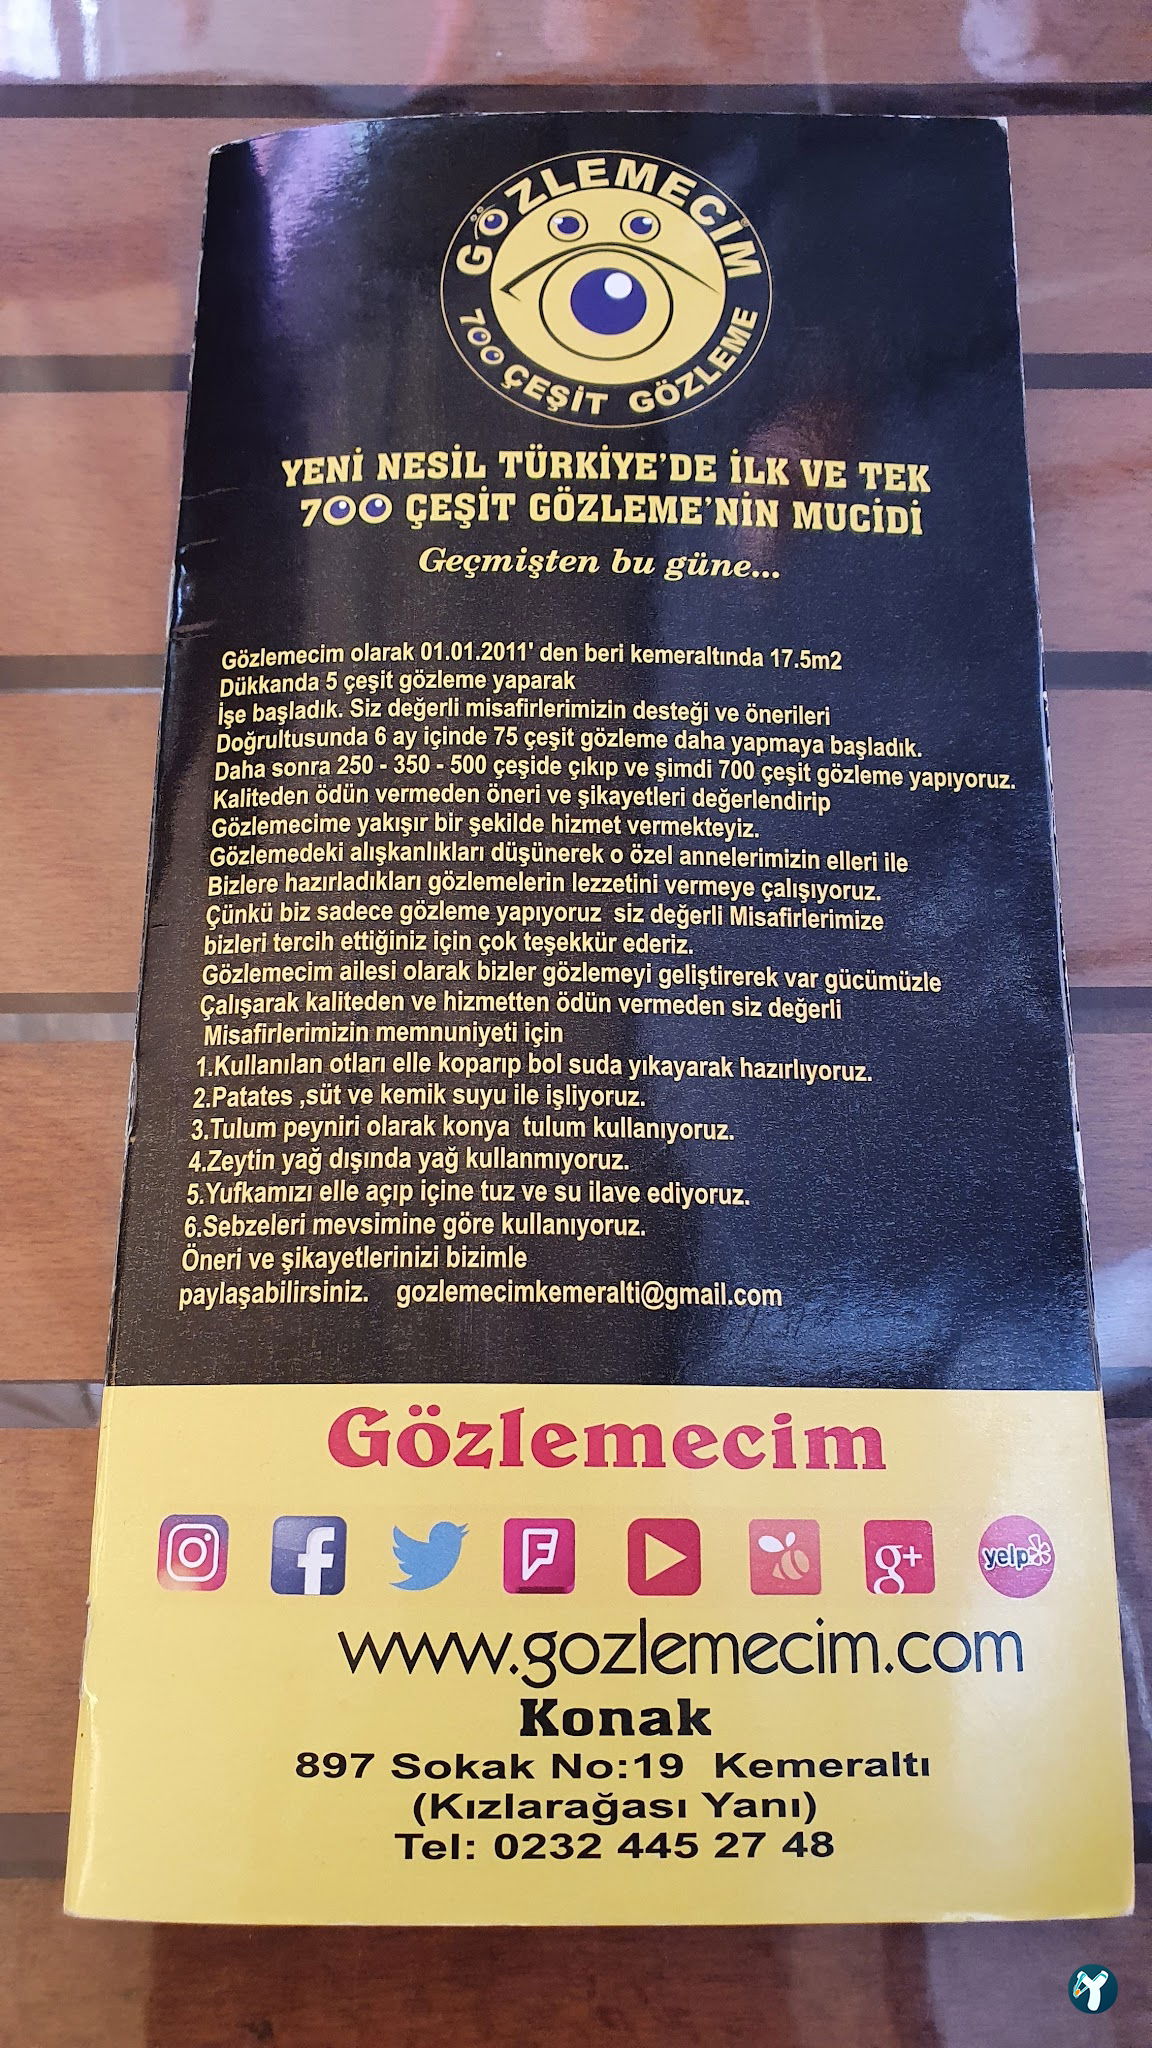 GÖZLEMECİM
700 ÇEŞİT GÖZLEME
YENİ NESİL TÜRKİYE'DE İLK VE TEK
700 ÇEŞİT GÖZLEME'NİN MUCİDİ
Geçmişten bu güne...
Gözlemecim olarak 01.01.2011' den beri kemeraltında 17.5m2
Dükkanda 5 çeşit gözleme yaparak
İşe başladık. Siz değerli misafirlerimizin desteği ve önerileri
Doğrultusunda 6 ay içinde 75 çeşit gözleme daha yapmaya başladık.
Daha sonra 250 - 350 - 500 çeşide çıkıp ve şimdi 700 çeşit gözleme yapıyoruz.
Kaliteden ödün vermeden öneri ve şikayetleri değerlendirip
Gözlemecime yakışır bir şekilde hizmet vermekteyiz.
Gözlemedeki alışkanlıkları düşünerek o özel annelerimizin elleri ile
Bizlere hazırladıkları gözlemelerin lezzetini vermeye çalışıyoruz.
Çünkü biz sadece gözleme yapıyoruz siz değerli Misafirlerimize
bizleri tercih ettiğiniz için çok teşekkür ederiz.
Gözlemecim ailesi olarak bizler gözlemeyi geliştirerek var gücümüzle
Çalışarak kaliteden ve hizmetten ödün vermeden siz değerli
Misafirlerimizin memnuniyeti için
1.Kullanılan otları elle koparıp bol suda yıkayarak hazırlıyoruz.
2.Patates ,süt ve kemik suyu ile işliyoruz.
3.Tulum peyniri olarak konya tulum kullanıyoruz.
4.Zeytin yağ dışında yağ kullanmıyoruz.
5.Yufkamızı elle açıp içine tuz ve su ilave ediyoruz.
6.Sebzeleri mevsimine göre kullanıyoruz.
Öneri ve şikayetlerinizi bizimle
paylaşabilirsiniz. gozlemecimkemeralti@gmail.com
Gözlemecim
f F g+ yelp
www.gozlemecim.com
Konak
897 Sokak No:19 Kemeraltı
(Kızlarağası Yanı)
Tel: 0232 445 27 48
Y